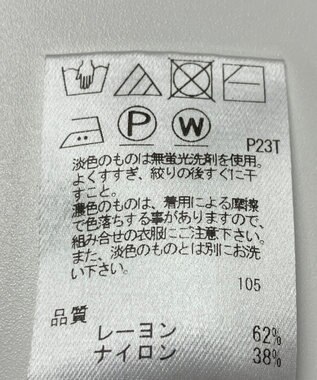 P W P23T
淡色のものは無蛍光洗剤を使用。
よくすすぎ、絞りの後すぐに干
すこと。
濃色のものは、着用による摩擦
で色落ちする事がありますので、
組み合せの衣服にご注意下さい。
また、淡色のものとは別にお洗
い下さい。
105
品質
レーヨン 62%
ナイロン 38%